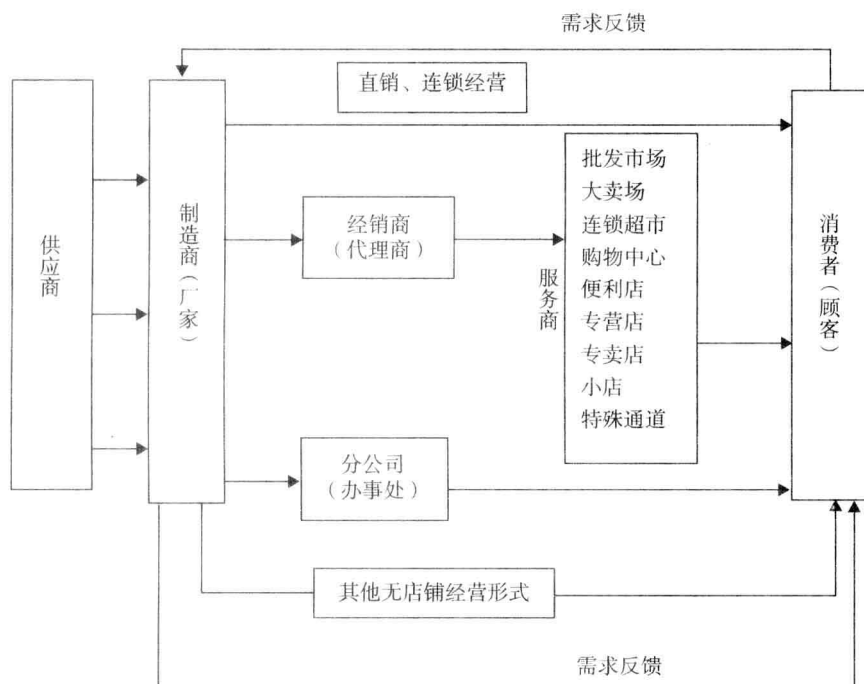 需求反馈
直销、连锁经营
供应商
制造商（厂家）
经销商
（代理商）
服务商
批发市场
大卖场
连锁超市
购物中心
便利店
专营店
专卖店
小店
特殊通道
消费者（顾客）
分公司
（办事处）
其他无店铺经营形式
需求反馈